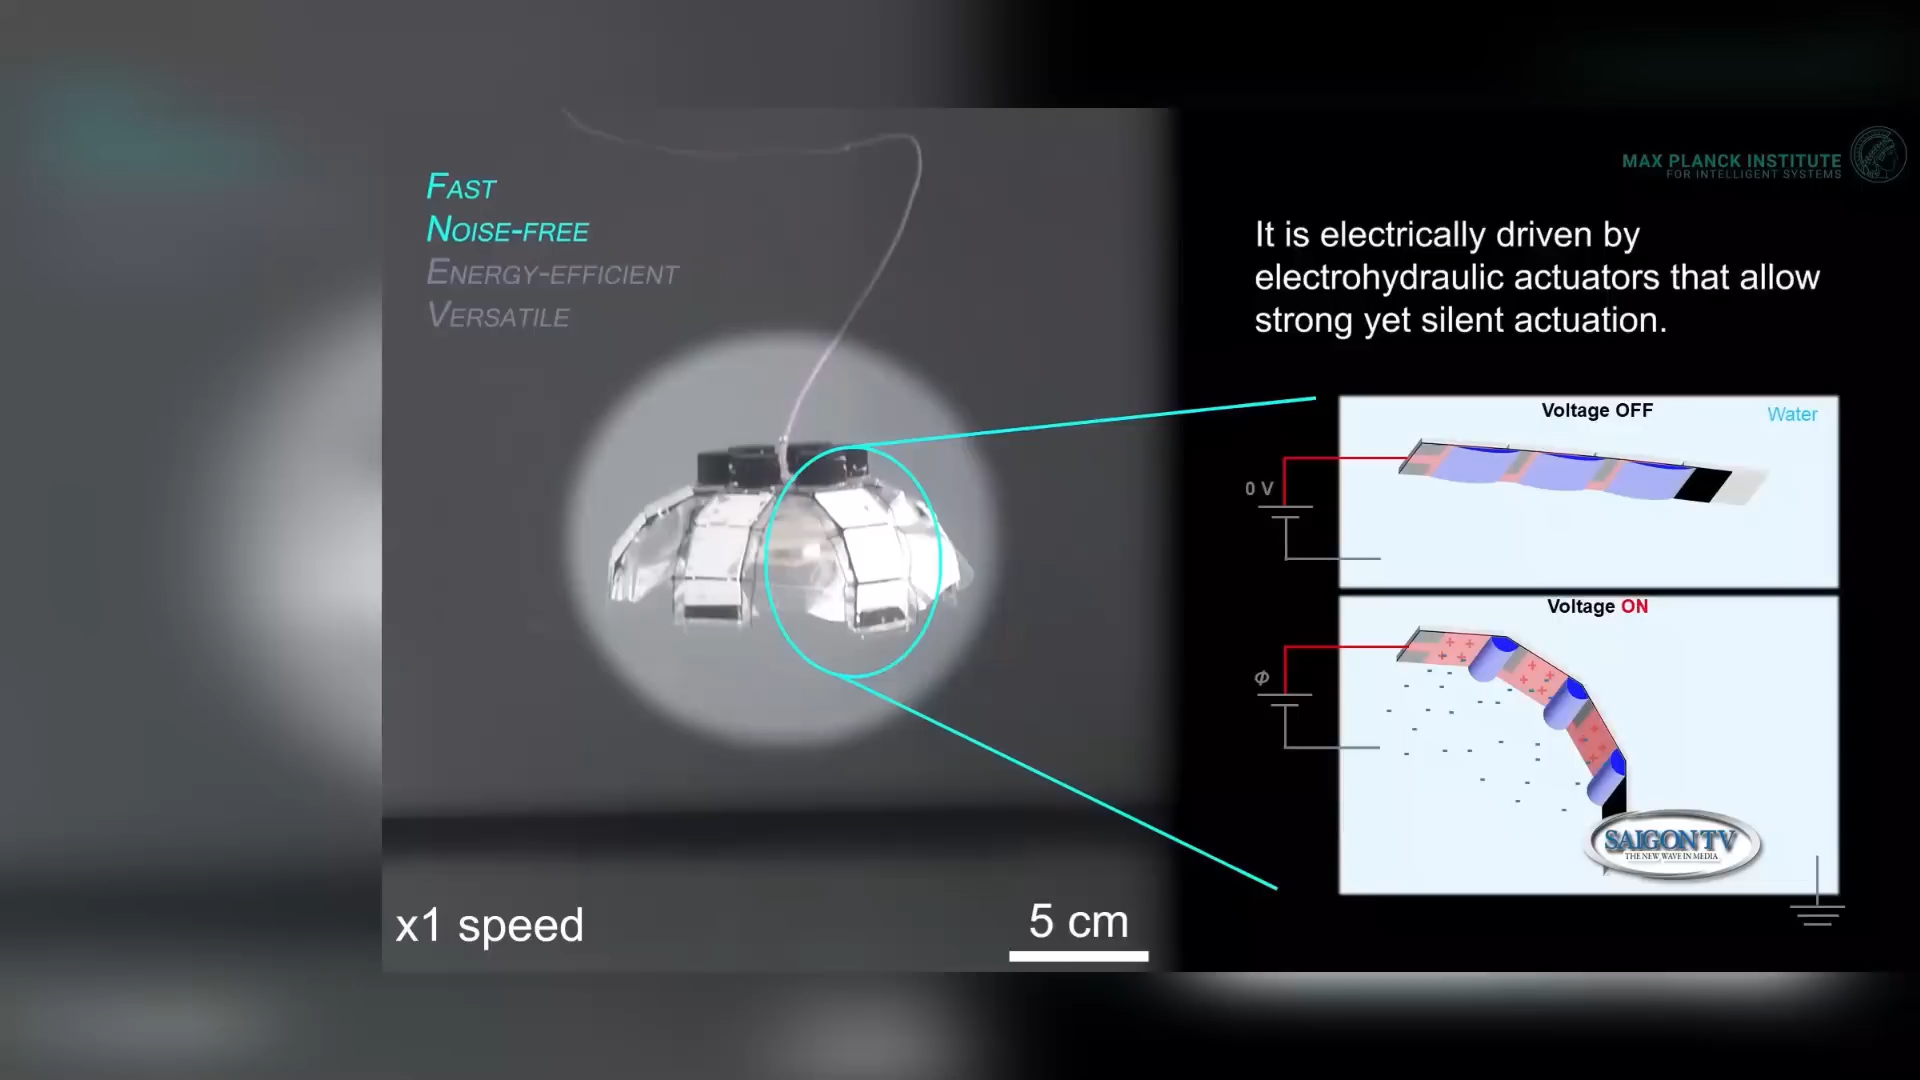 FAST
NOISE-FREE
ENERGY-EFFICIENT
VERSATILE
MAX PLANCK INSTITUTE
FOR INTELLIGENT SYSTEMS
It is electrically driven by
electrohydraulic actuators that allow
strong yet silent actuation.
Voltage OFF
Water
0 V
Voltage ON
Φ
SAIGON TV
THE NEW WAVE IN MEDIA
x1 speed
5 cm